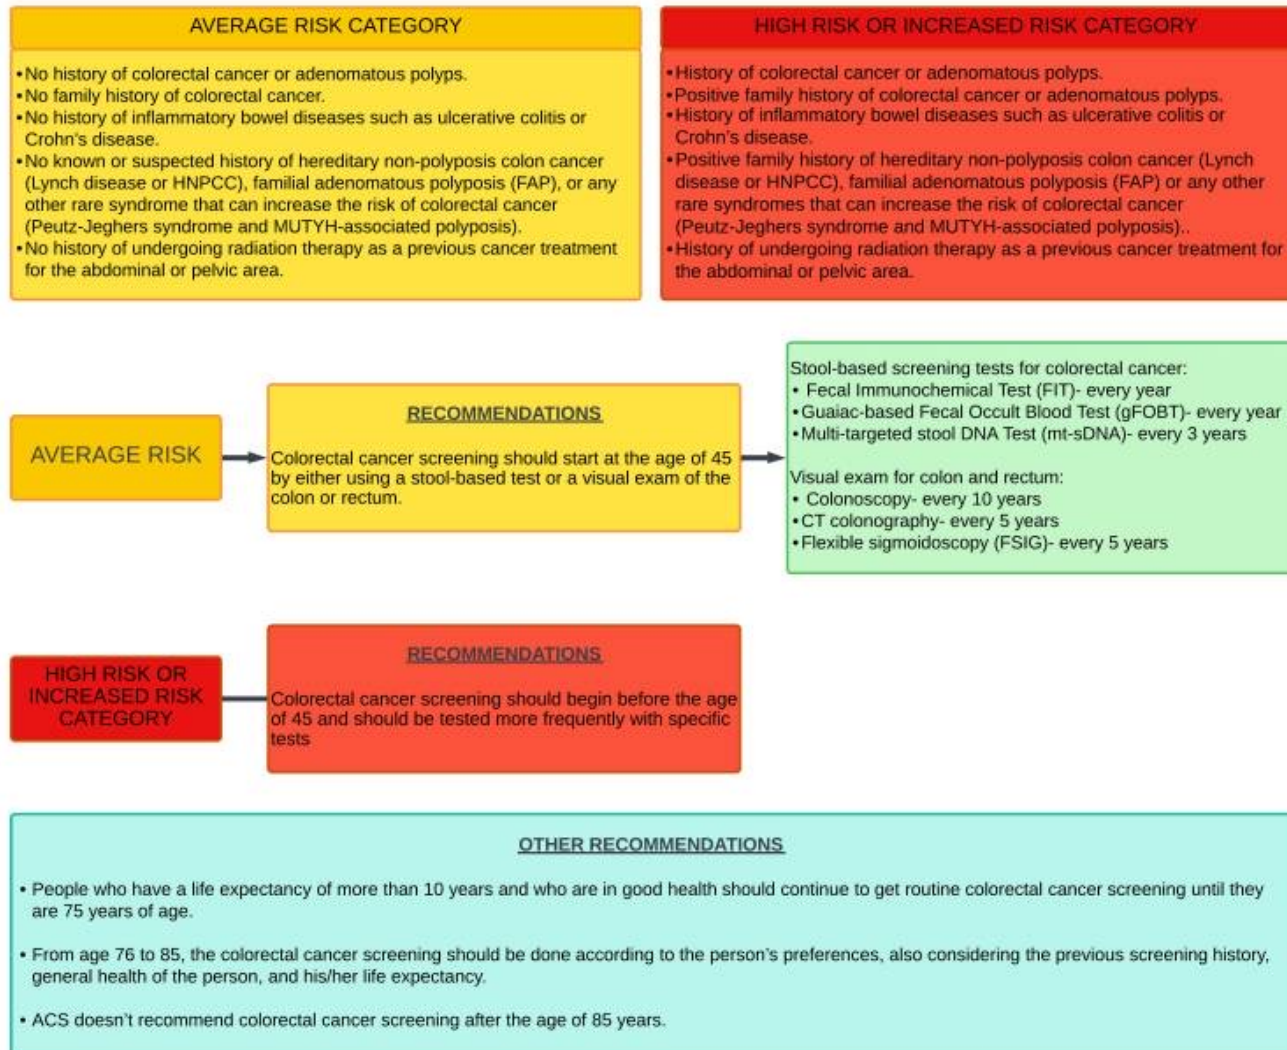 AVERAGE RISK CATEGORY
•No history of colorectal cancer or adenomatous polyps.
•No family history of colorectal cancer.
•No history of inflammatory bowel diseases such as ulcerative colitis or
Crohn's disease.
•No known or suspected history of hereditary non-polyposis colon cancer
(Lynch disease or HNPCC), familial adenomatous polyposis (FAP), or any
other rare syndrome that can increase the risk of colorectal cancer
(Peutz-Jeghers syndrome and MUTYH-associated polyposis).
•No history of undergoing radiation therapy as a previous cancer treatment
for the abdominal or pelvic area.
HIGH RISK OR INCREASED RISK CATEGORY
•History of colorectal cancer or adenomatous polyps.
•Positive family history of colorectal cancer or adenomatous polyps.
•History of inflammatory bowel diseases such as ulcerative colitis or
Crohn's disease.
•Positive family history of hereditary non-polyposis colon cancer (Lynch
disease or HNPCC), familial adenomatous polyposis (FAP) or any other
rare syndromes that can increase the risk of colorectal cancer
(Peutz-Jeghers syndrome and MUTYH-associated polyposis)..
•History of undergoing radiation therapy as a previous cancer treatment for
the abdominal or pelvic area.
AVERAGE RISK
RECOMMENDATIONS
Colorectal cancer screening should start at the age of 45
by either using a stool-based test or a visual exam of the
colon or rectum.
Stool-based screening tests for colorectal cancer:
• Fecal Immunochemical Test (FIT)- every year
•Guaiac-based Fecal Occult Blood Test (gFOBT)- every year
•Multi-targeted stool DNA Test (mt-sDNA)- every 3 years
Visual exam for colon and rectum:
• Colonoscopy- every 10 years
•CT colonography- every 5 years
•Flexible sigmoidoscopy (FSIG)- every 5 years
HIGH RISK OR
INCREASED RISK
CATEGORY
RECOMMENDATIONS
Colorectal cancer screening should begin before the age
of 45 and should be tested more frequently with specific
tests
OTHER RECOMMENDATIONS
• People who have a life expectancy of more than 10 years and who are in good health should continue to get routine colorectal cancer screening until they
are 75 years of age.
• From age 76 to 85, the colorectal cancer screening should be done according to the person's preferences, also considering the previous screening history,
general health of the person, and his/her life expectancy.
• ACS doesn't recommend colorectal cancer screening after the age of 85 years.